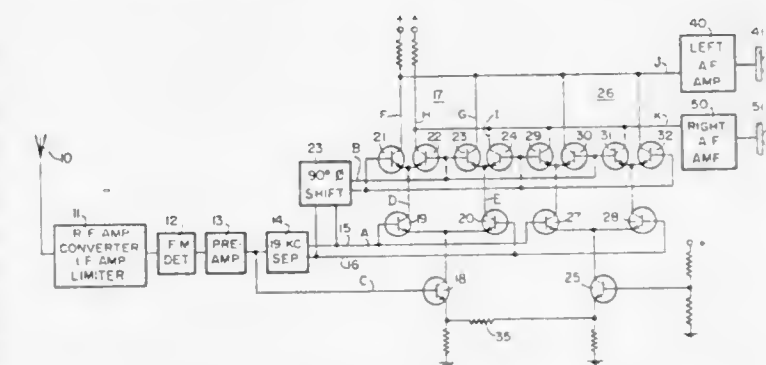 40
LEFT
A.F.
AMP
4
J
17
26
50
RIGHT
A.F.
AMP
5
K
F
H
G
I
21
22
23
24
29
30
31
32
23
90° ¢
SHIFT
B
10
D
E
19
20
27
28
11
R.F. AMP
CONVERTER
I.F. AMP
LIMITER
12
F M
DET
13
PRE-
AMP
14
19 KC
SEP
15
A
16
C
18
25
35